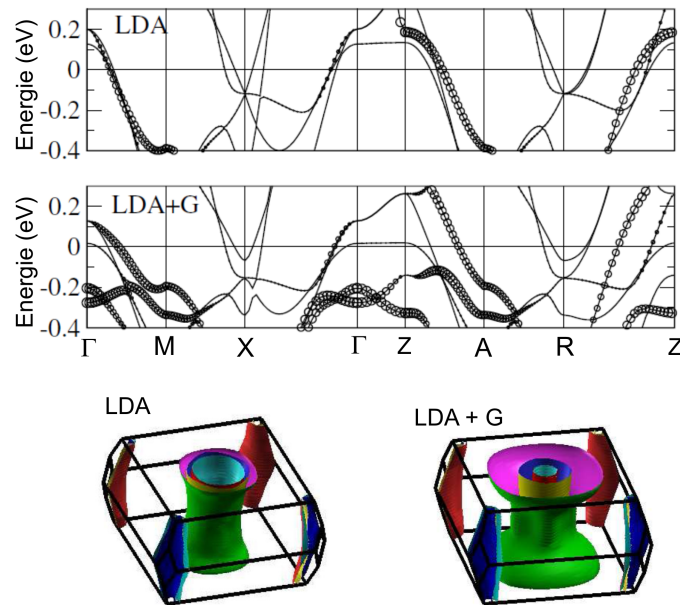 LDA
Energie (eV)
0.2
0
-0.2
-0.4
LDA+G
Energie (eV)
0.2
0
-0.2
-0.4
Γ M X Γ Z A R Z
LDA
LDA + G